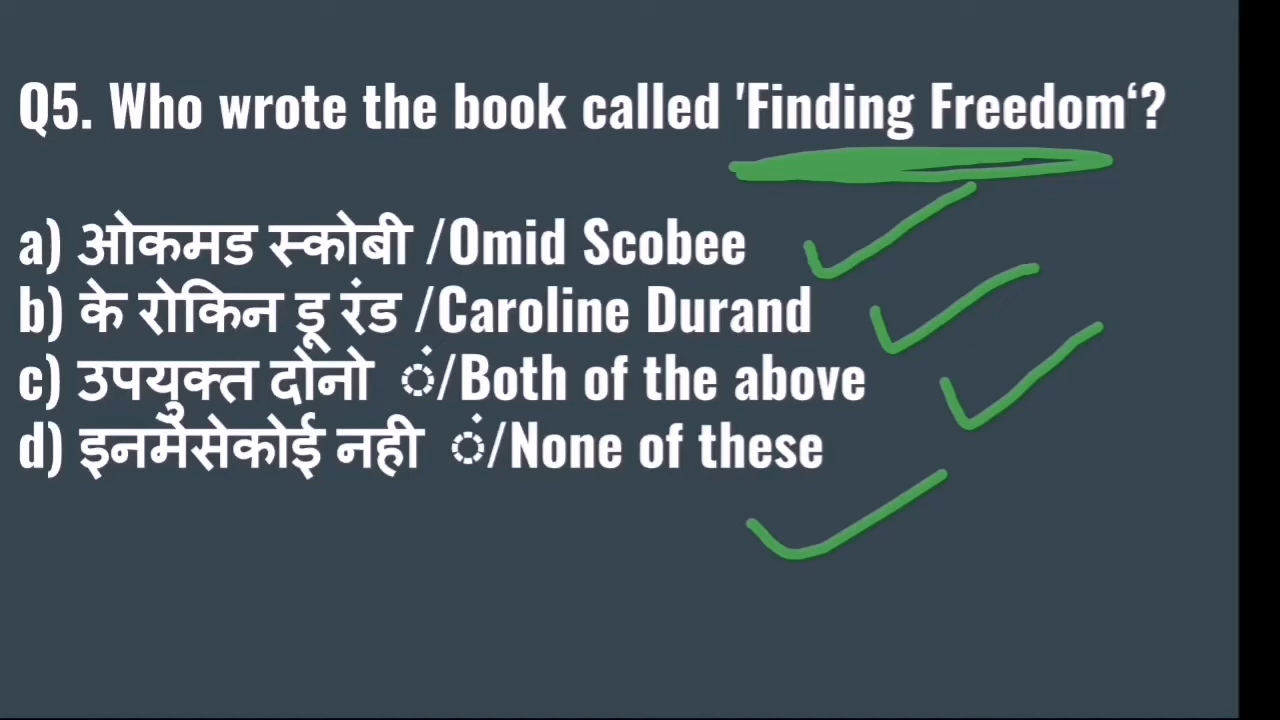 Q5. Who wrote the book called 'Finding Freedom‘?
a) ओकमड स्कोबी /Omid Scobee
b) के रोकिन डू रंड /Caroline Durand
c) उपयुक्त दोनो ं/Both of the above
d) इनमेंसेकोई नही ं/None of these